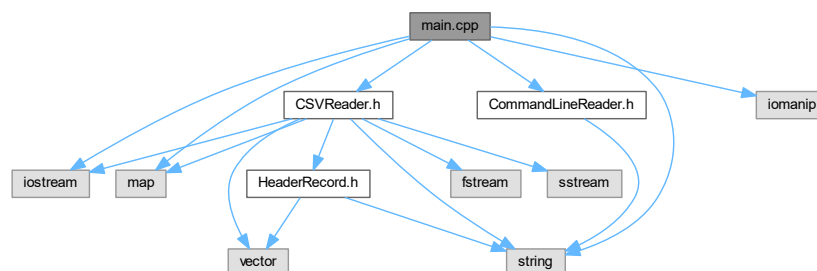 main.cpp
CSVReader.h
CommandLineReader.h
iomanip
iostream
map
HeaderRecord.h
fstream
sstream
vector
string